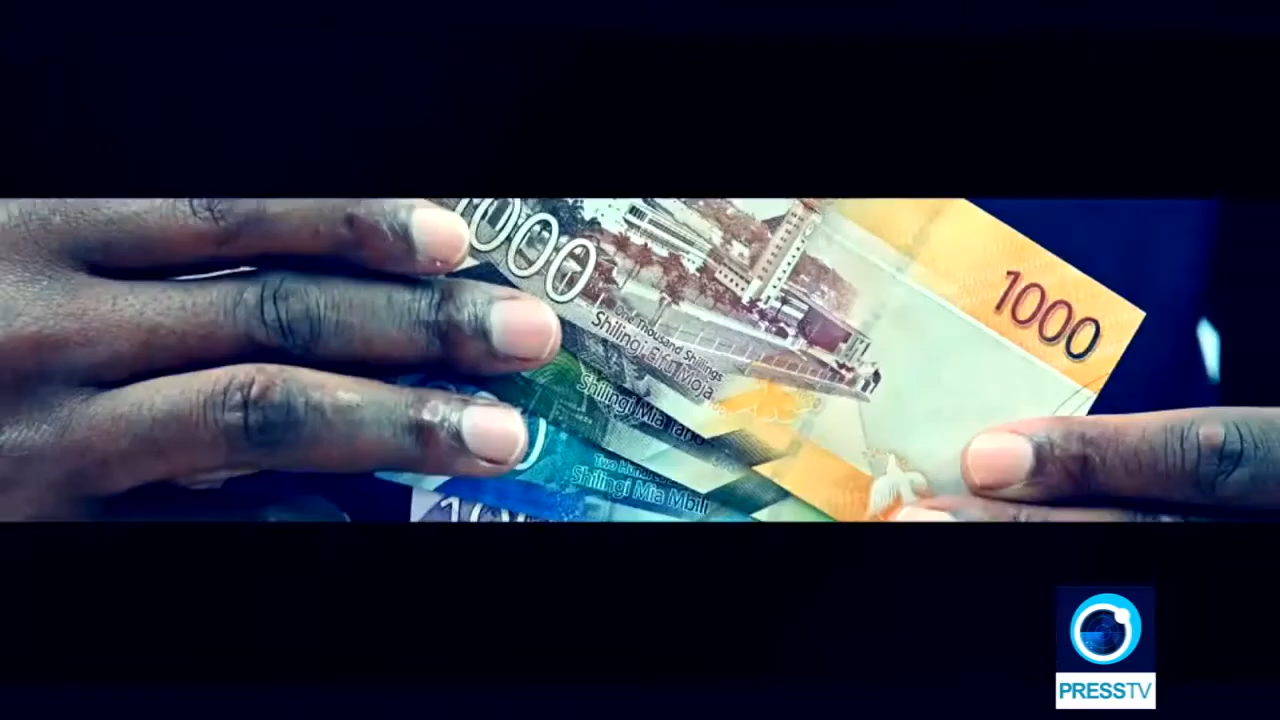 1000
1000
One Thousand Shillings
Shilingi Elfu Moja
Shilingi Mia Tano
Two Hundred
Shilingi Mia Mbili
PRESSTV